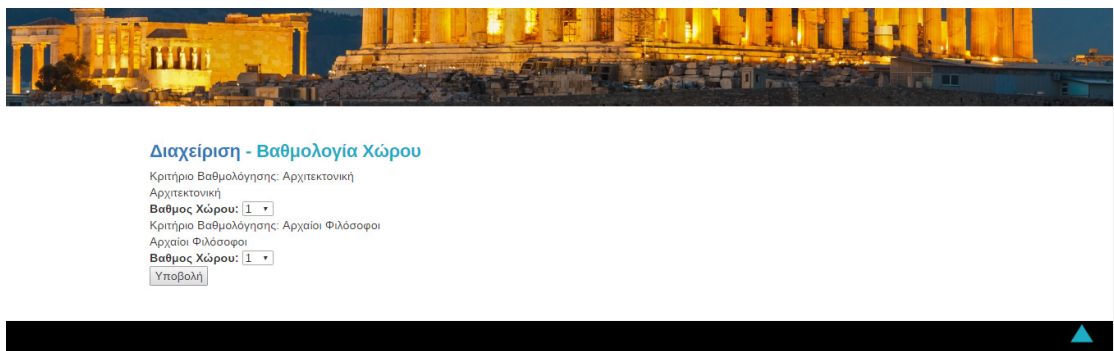 Διαχείριση - Βαθμολογία Χώρου
Κριτήριο Βαθμολόγησης: Αρχιτεκτονική
Αρχιτεκτονική
Βαθμος Χώρου: 1
Κριτήριο Βαθμολόγησης: Αρχαίοι Φιλόσοφοι
Αρχαίοι Φιλόσοφοι
Βαθμος Χώρου: 1
Υποβολή